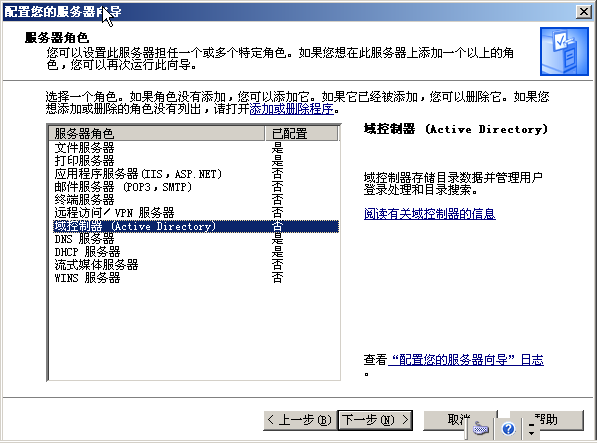 配置您的服务器向导
服务器角色
您可以设置此服务器担任一个或多个特定角色。如果您想在此服务器上添加一个以上的角
色，您可以再次运行此向导。
选择一个角色。如果角色没有添加，您可以添加它。如果它已经被添加，您可以删除它。如果您
想添加或删除的角色没有列出，请打开添加或删除程序。
服务器角色 已配置
文件服务器 是
打印服务器 是
应用程序服务器(IIS，ASP.NET) 否
邮件服务器 (POP3，SMTP) 否
终端服务器 否
远程访问/VPN 服务器 否
域控制器 (Active Directory) 否
DNS 服务器 是
DHCP 服务器 是
流式媒体服务器 否
WINS 服务器 否
域控制器 (Active Directory)
域控制器存储目录数据并管理用户
登录处理和目录搜索。
阅读有关域控制器的信息
查看“配置您的服务器向导”日志
。
< 上一步(B) 下一步(N) > 取消 帮助